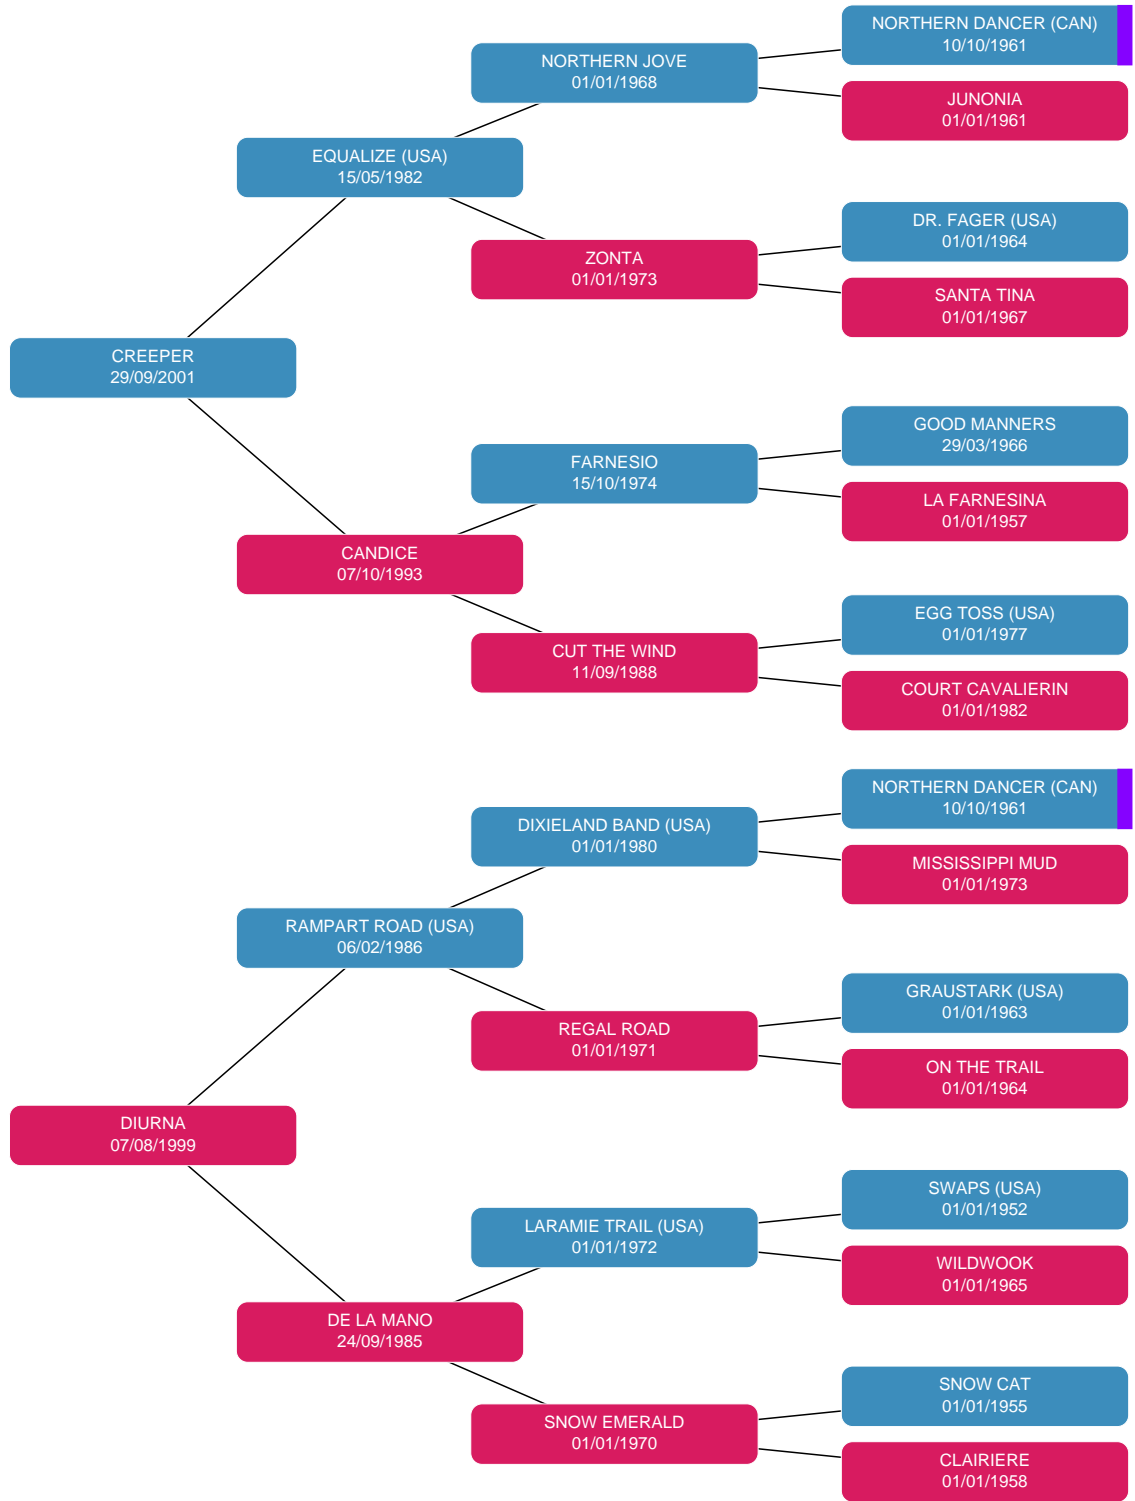 NORTHERN DANCER (CAN)
10/10/1961
NORTHERN JOVE
01/01/1968
JUNONIA
01/01/1961
EQUALIZE (USA)
15/05/1982
DR. FAGER (USA)
01/01/1964
ZONTA
01/01/1973
SANTA TINA
01/01/1967
CREEPER
29/09/2001
GOOD MANNERS
29/03/1966
FARNESIO
15/10/1974
LA FARNESINA
01/01/1957
CANDICE
07/10/1993
EGG TOSS (USA)
01/01/1977
CUT THE WIND
11/09/1988
COURT CAVALIERIN
01/01/1982
NORTHERN DANCER (CAN)
10/10/1961
DIXIELAND BAND (USA)
01/01/1980
MISSISSIPPI MUD
01/01/1973
RAMPART ROAD (USA)
06/02/1986
GRAUSTARK (USA)
01/01/1963
REGAL ROAD
01/01/1971
ON THE TRAIL
01/01/1964
DIURNA
07/08/1999
SWAPS (USA)
01/01/1952
LARAMIE TRAIL (USA)
01/01/1972
WILDWOOK
01/01/1965
DE LA MANO
24/09/1985
SNOW CAT
01/01/1955
SNOW EMERALD
01/01/1970
CLAIRIERE
01/01/1958